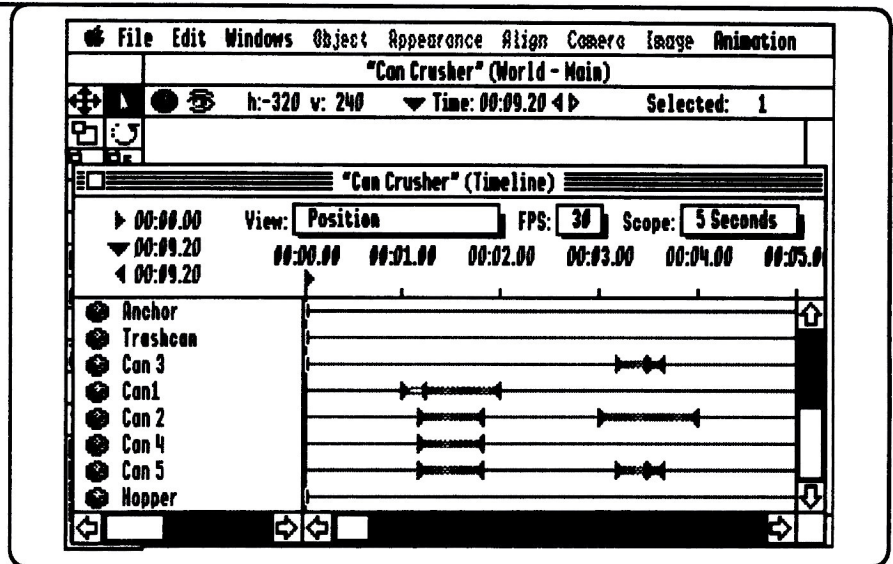 File Edit Windows Object Appearance Align Camera Image Animation
"Can Crusher" (World - Main)
h:-320 v: 240 Time: 00:09.20 Selected: 1
"Can Crusher" (Timeline)
00:00.00 View: Position FPS: 30 Scope: 5 Seconds
00:09.20
00:09.20
00:00.00 00:01.00 00:02.00 00:03.00 00:04.00 00:05.0
Anchor
Trashcan
Can 3
Can1
Can 2
Can 4
Can 5
Hopper